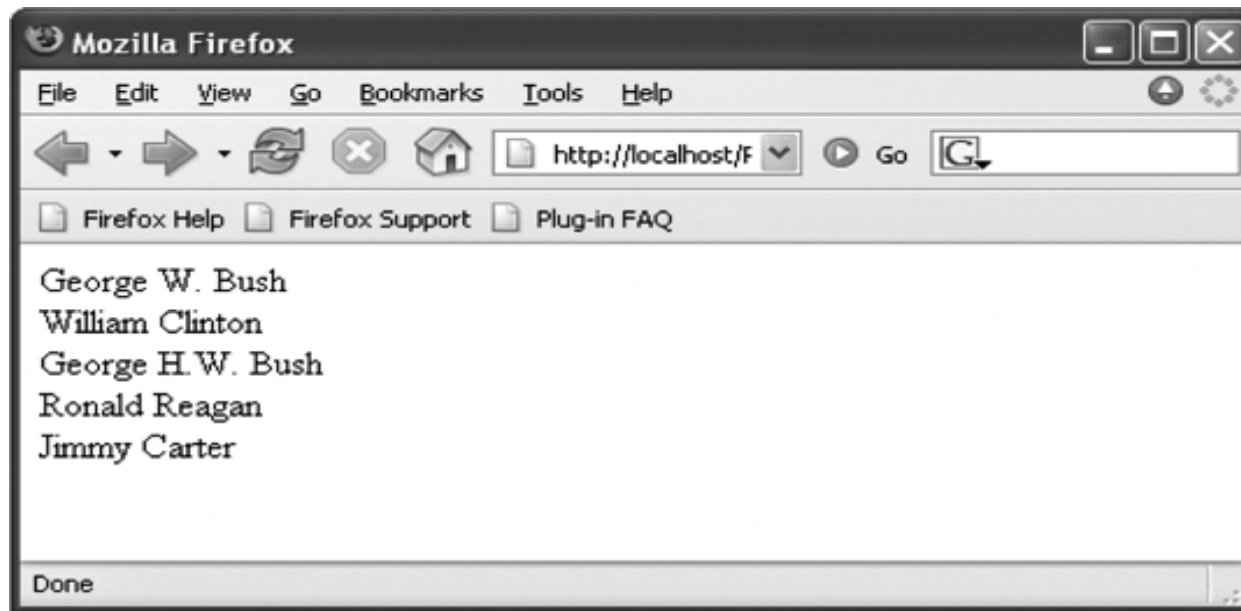 Mozilla Firefox
File Edit View Go Bookmarks Tools Help
http://localhost/F Go G
Firefox Help Firefox Support Plug-in FAQ
George W. Bush
William Clinton
George H.W. Bush
Ronald Reagan
Jimmy Carter
Done